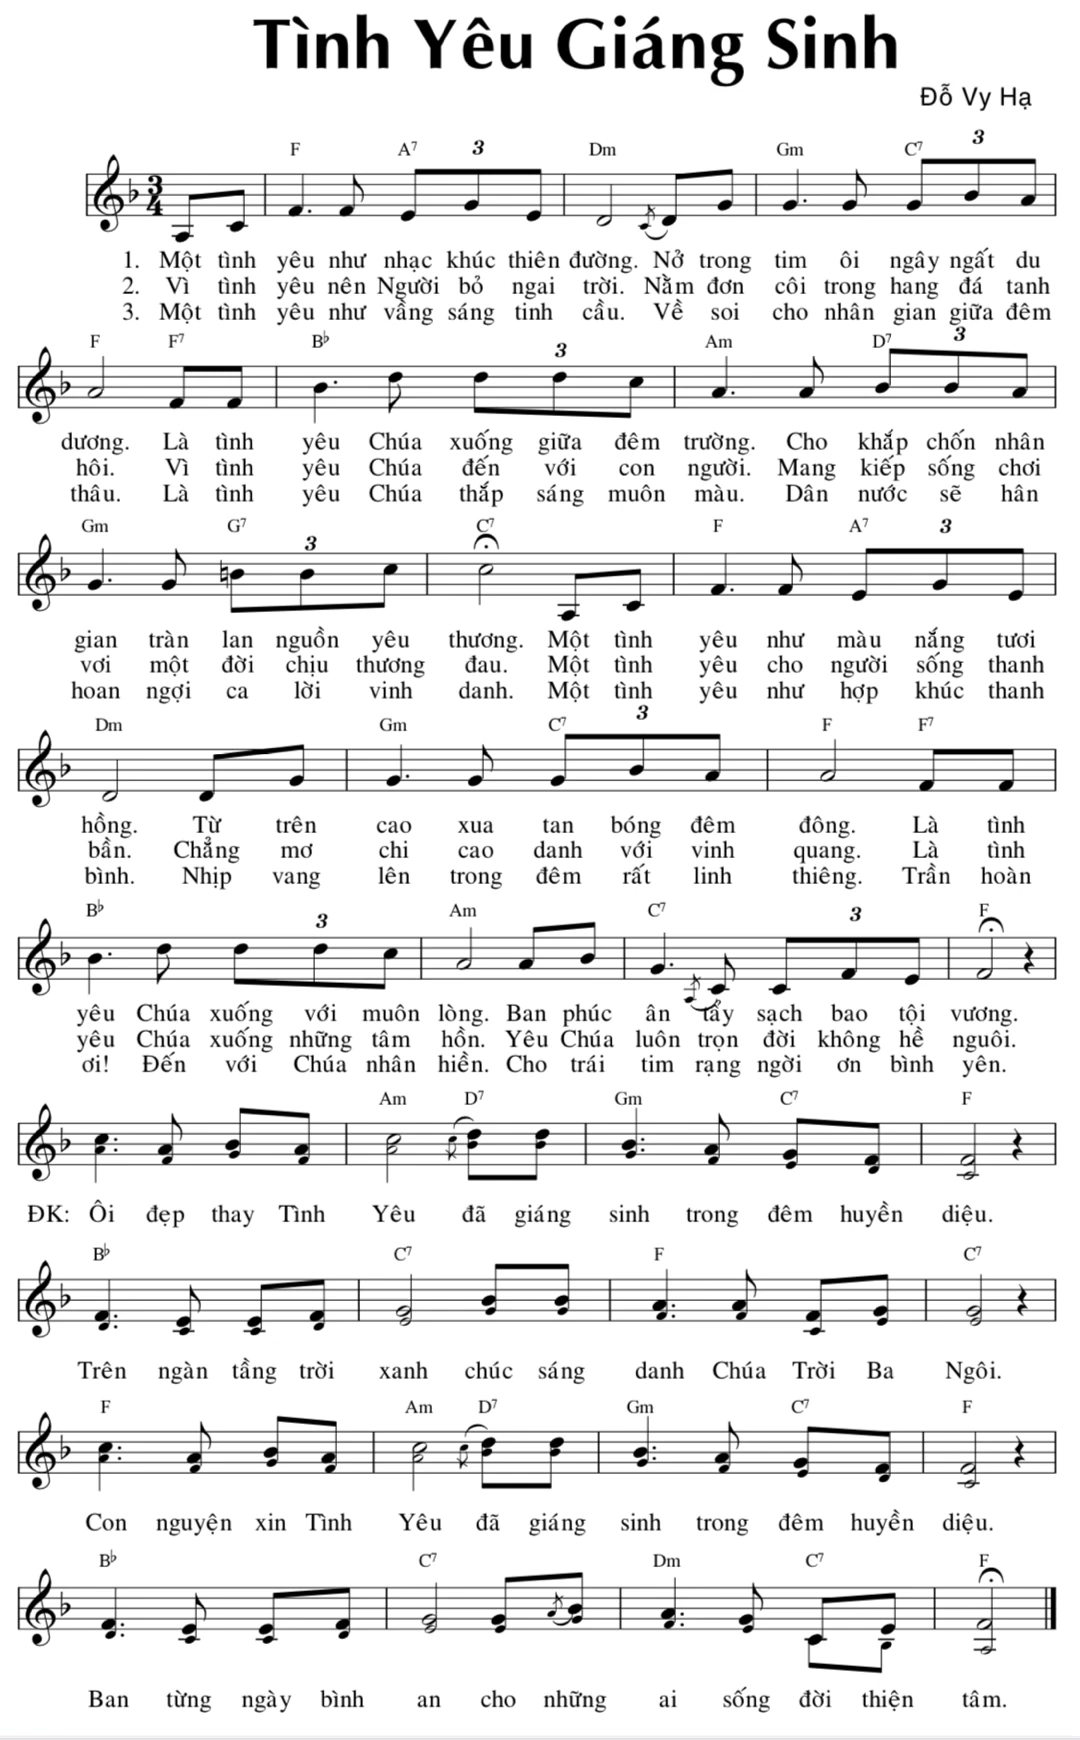 Tình Yêu Giáng Sinh
Đỗ Vy Hạ
F A7 3 Dm Gm C7 3
3 4
1. Một tình yêu như nhạc khúc thiên đường. Nở trong tim ôi ngây ngất du
2. Vì tình yêu nên Người bỏ ngai trời. Nằm đơn côi trong hang đá tanh
3. Một tình yêu như vầng sáng tinh cầu. Về soi cho nhân gian giữa đêm
F F7 Bb 3 Am D7 3
dương. Là tình yêu Chúa xuống giữa đêm trường. Cho khắp chốn nhân
hôi. Vì tình yêu Chúa đến với con người. Mang kiếp sống chơi
thâu. Là tình yêu Chúa thắp sáng muôn màu. Dân nước sẽ hân
Gm G7 3 C7 F A7 3
gian tràn lan nguồn yêu thương. Một tình yêu như màu nắng tươi
vơi một đời chịu thương đau. Một tình yêu cho người sống thanh
hoan ngợi ca lời vinh danh. Một tình yêu như hợp khúc thanh
Dm Gm C7 3 F F7
hồng. Từ trên cao xua tan bóng đêm đông. Là tình
bần. Chẳng mơ chi cao danh với vinh quang. Là tình
bình. Nhịp vang lên trong đêm rất linh thiêng. Trần hoàn
Bb 3 Am C7 3 F
yêu Chúa xuống với muôn lòng. Ban phúc ân tẩy sạch bao tội vương.
yêu Chúa xuống những tâm hồn. Yêu Chúa luôn trọn đời không hề nguôi.
ơi! Đến với Chúa nhân hiền. Cho trái tim rạng ngời ơn bình yên.
Am D7 Gm C7 F
ĐK: Ôi đẹp thay Tình Yêu đã giáng sinh trong đêm huyền diệu.
Bb C7 F C7
Trên ngàn tầng trời xanh chúc sáng danh Chúa Trời Ba Ngôi.
F Am D7 Gm C7 F
Con nguyện xin Tình Yêu đã giáng sinh trong đêm huyền diệu.
Bb C7 Dm C7 F
Ban từng ngày bình an cho những ai sống đời thiện tâm.